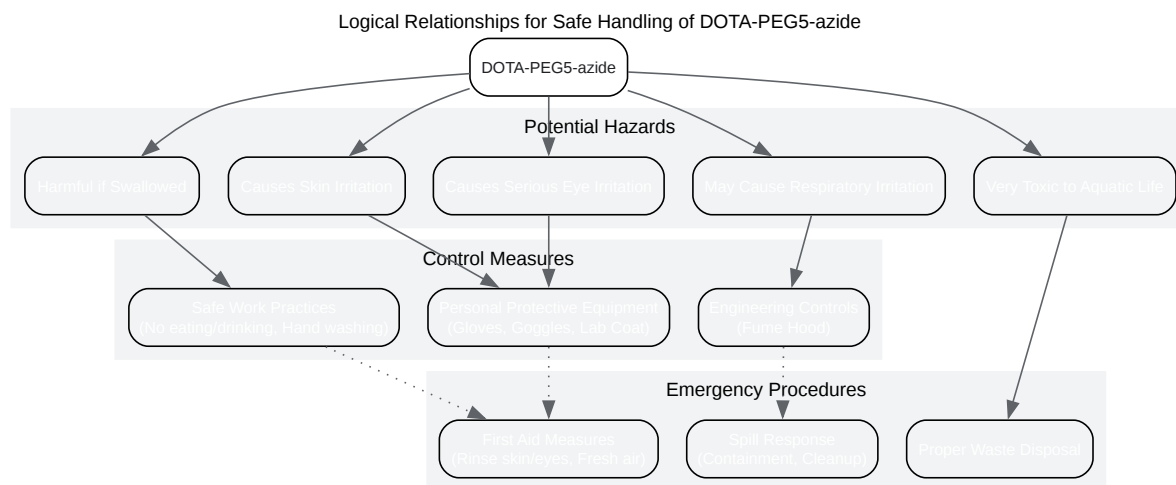 Logical Relationships for Safe Handling of DOTA-PEG5-azide
DOTA-PEG5-azide
Potential Hazards
Harmful if Swallowed
Causes Skin Irritation
Causes Serious Eye Irritation
May Cause Respiratory Irritation
Very Toxic to Aquatic Life
Control Measures
Safe Work Practices
(No eating/drinking, Hand washing)
Personal Protective Equipment
(Gloves, Goggles, Lab Coat)
Engineering Controls
(Fume Hood)
Emergency Procedures
First Aid Measures
(Rinse skin/eyes, Fresh air)
Spill Response
(Containment, Cleanup)
Proper Waste Disposal